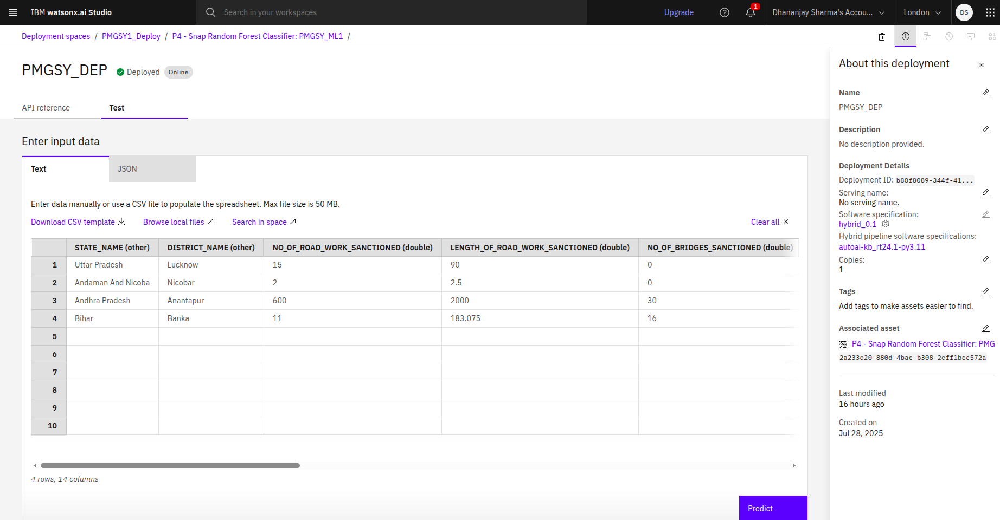 IBM watsonx.ai Studio
Search in your workspaces
Upgrade
1
Dhananjay Sharma's Accou...
London
DS
Deployment spaces / PMGSY1_Deploy / P4 - Snap Random Forest Classifier: PMGSY_ML1 /
PMGSY_DEP Deployed Online
API reference Test
Enter input data
Text JSON
Enter data manually or use a CSV file to populate the spreadsheet. Max file size is 50 MB.
Download CSV template Browse local files Search in space Clear all
STATE_NAME (other) DISTRICT_NAME (other) NO_OF_ROAD_WORK_SANCTIONED (double) LENGTH_OF_ROAD_WORK_SANCTIONED (double) NO_OF_BRIDGES_SANCTIONED (double)
1 Uttar Pradesh Lucknow 15 90 0
2 Andaman And Nicoba Nicobar 2 2.5 0
3 Andhra Pradesh Anantapur 600 2000 30
4 Bihar Banka 11 183.075 16
5
6
7
8
9
10
4 rows, 14 columns
Predict
About this deployment
Name
PMGSY_DEP
Description
No description provided.
Deployment Details
Deployment ID: b80f8089-344f-41...
Serving name:
No serving name.
Software specification:
hybrid_0.1
Hybrid pipeline software specifications:
autoai-kb_rt24.1-py3.11
Copies:
1
Tags
Add tags to make assets easier to find.
Associated asset
P4 - Snap Random Forest Classifier: PMG
2a233e20-880d-4bac-b308-2eff1bcc572a
Last modified
16 hours ago
Created on
Jul 28, 2025